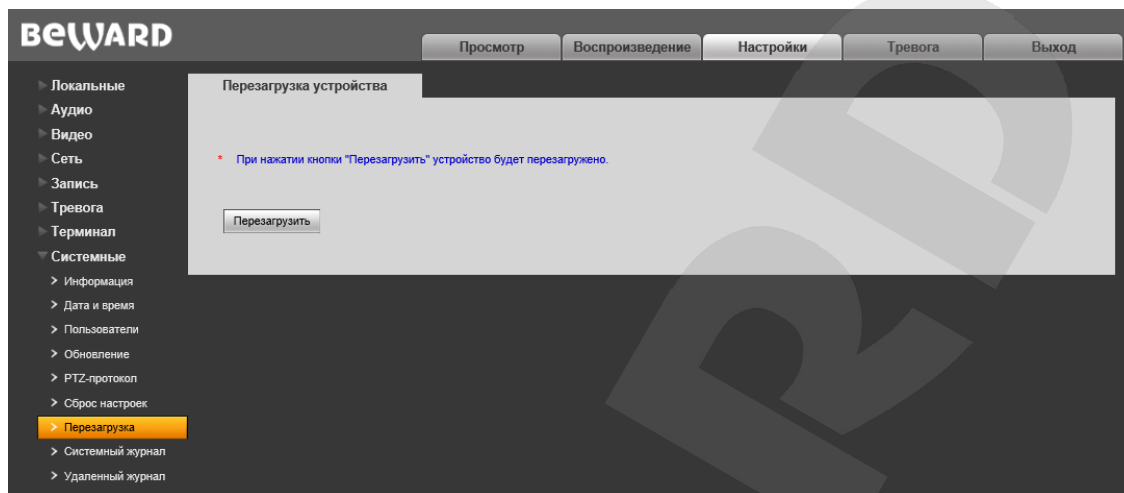 BEWARD
Просмотр
Воспроизведение
Настройки
Тревога
Выход
Локальные
Аудио
Видео
Сеть
Запись
Тревога
Терминал
Системные
Информация
Дата и время
Пользователи
Обновление
PTZ-протокол
Сброс настроек
Перезагрузка
Системный журнал
Удаленный журнал
Перезагрузка устройства
* При нажатии кнопки "Перезагрузить" устройство будет перезагружено.
Перезагрузить
RD